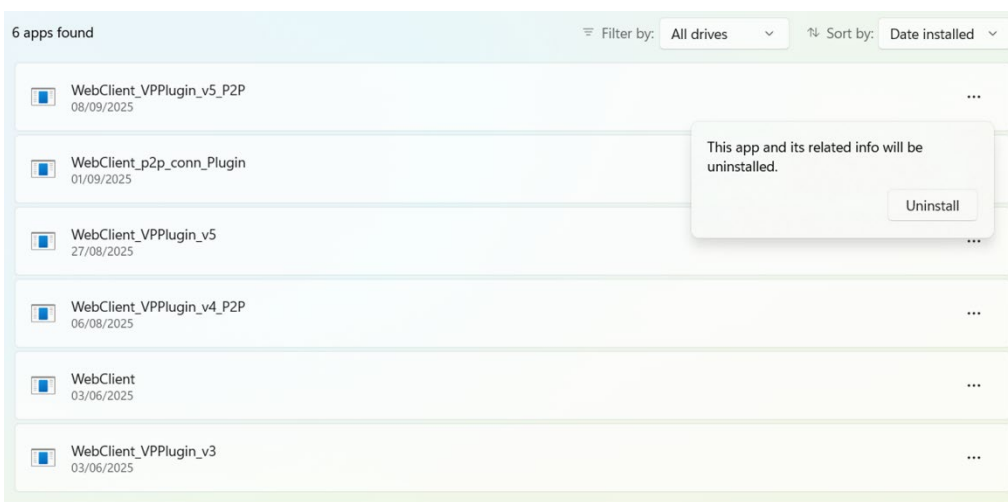 6 apps found
Filter by:
All drives
Sort by:
Date installed
WebClient_VPPlugin_v5_P2P
08/09/2025
This app and its related info will be
uninstalled.
Uninstall
WebClient_p2p_conn_Plugin
01/09/2025
WebClient_VPPlugin_v5
27/08/2025
WebClient_VPPlugin_v4_P2P
06/08/2025
WebClient
03/06/2025
WebClient_VPPlugin_v3
03/06/2025